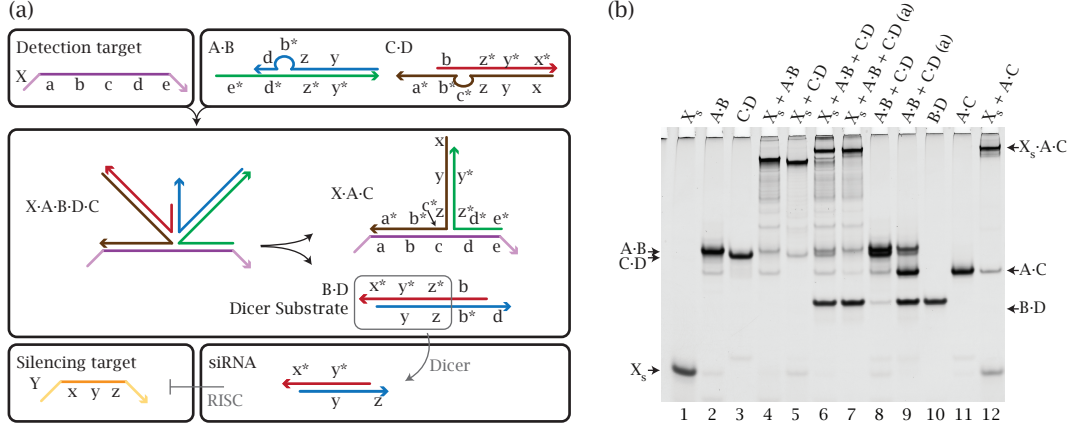 (a)
Detection target
X
a b c d e
A·B
b*
d z y
e* d* z* y*
C·D
b z* y* x*
a* b* z y x
c*
X·A·B·D·C
X·A·C
x
y y*
c* z z*
a* b* d* e*
a b c d e
B·D
Dicer Substrate
x* y* z* b
y z b* d
Dicer
Silencing target
Y
x y z
RISC
siRNA
x* y*
y z
(b)
Xs
A·B
C·D
Xs + A·B
Xs + C·D
Xs + A·B + C·D
Xs + A·B + C·D (a)
A·B + C·D
A·B + C·D (a)
B·D
A·C
Xs + A·C
Xs·A·C
A·B
C·D
A·C
B·D
Xs
1 2 3 4 5 6 7 8 9 10 11 12